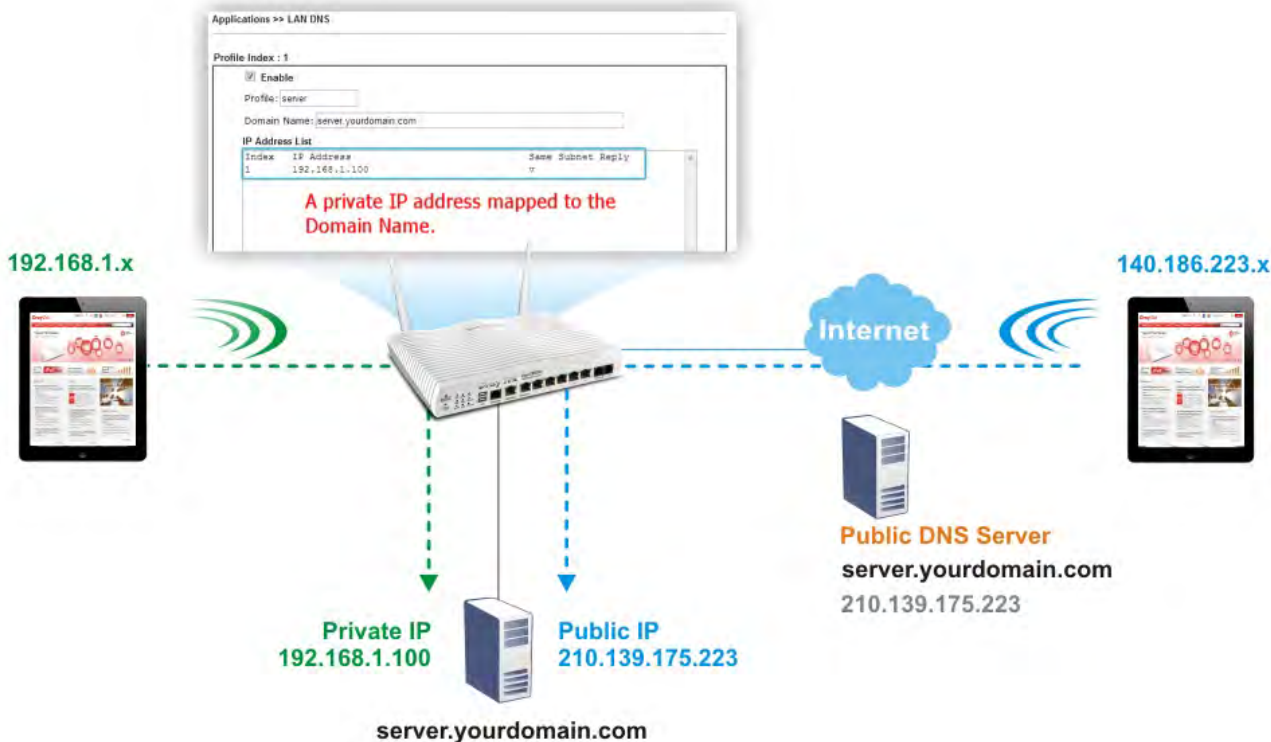 Applications >> LAN DNS
Profile Index : 1
Enable
Profile: server
Domain Name: server.yourdomain.com
IP Address List
Index IP Address Same Subnet Reply
1 192.168.1.100 v
A private IP address mapped to the
Domain Name.
192.168.1.x
140.186.223.x
Internet
Public DNS Server
server.yourdomain.com
210.139.175.223
Private IP
192.168.1.100
Public IP
210.139.175.223
server.yourdomain.com